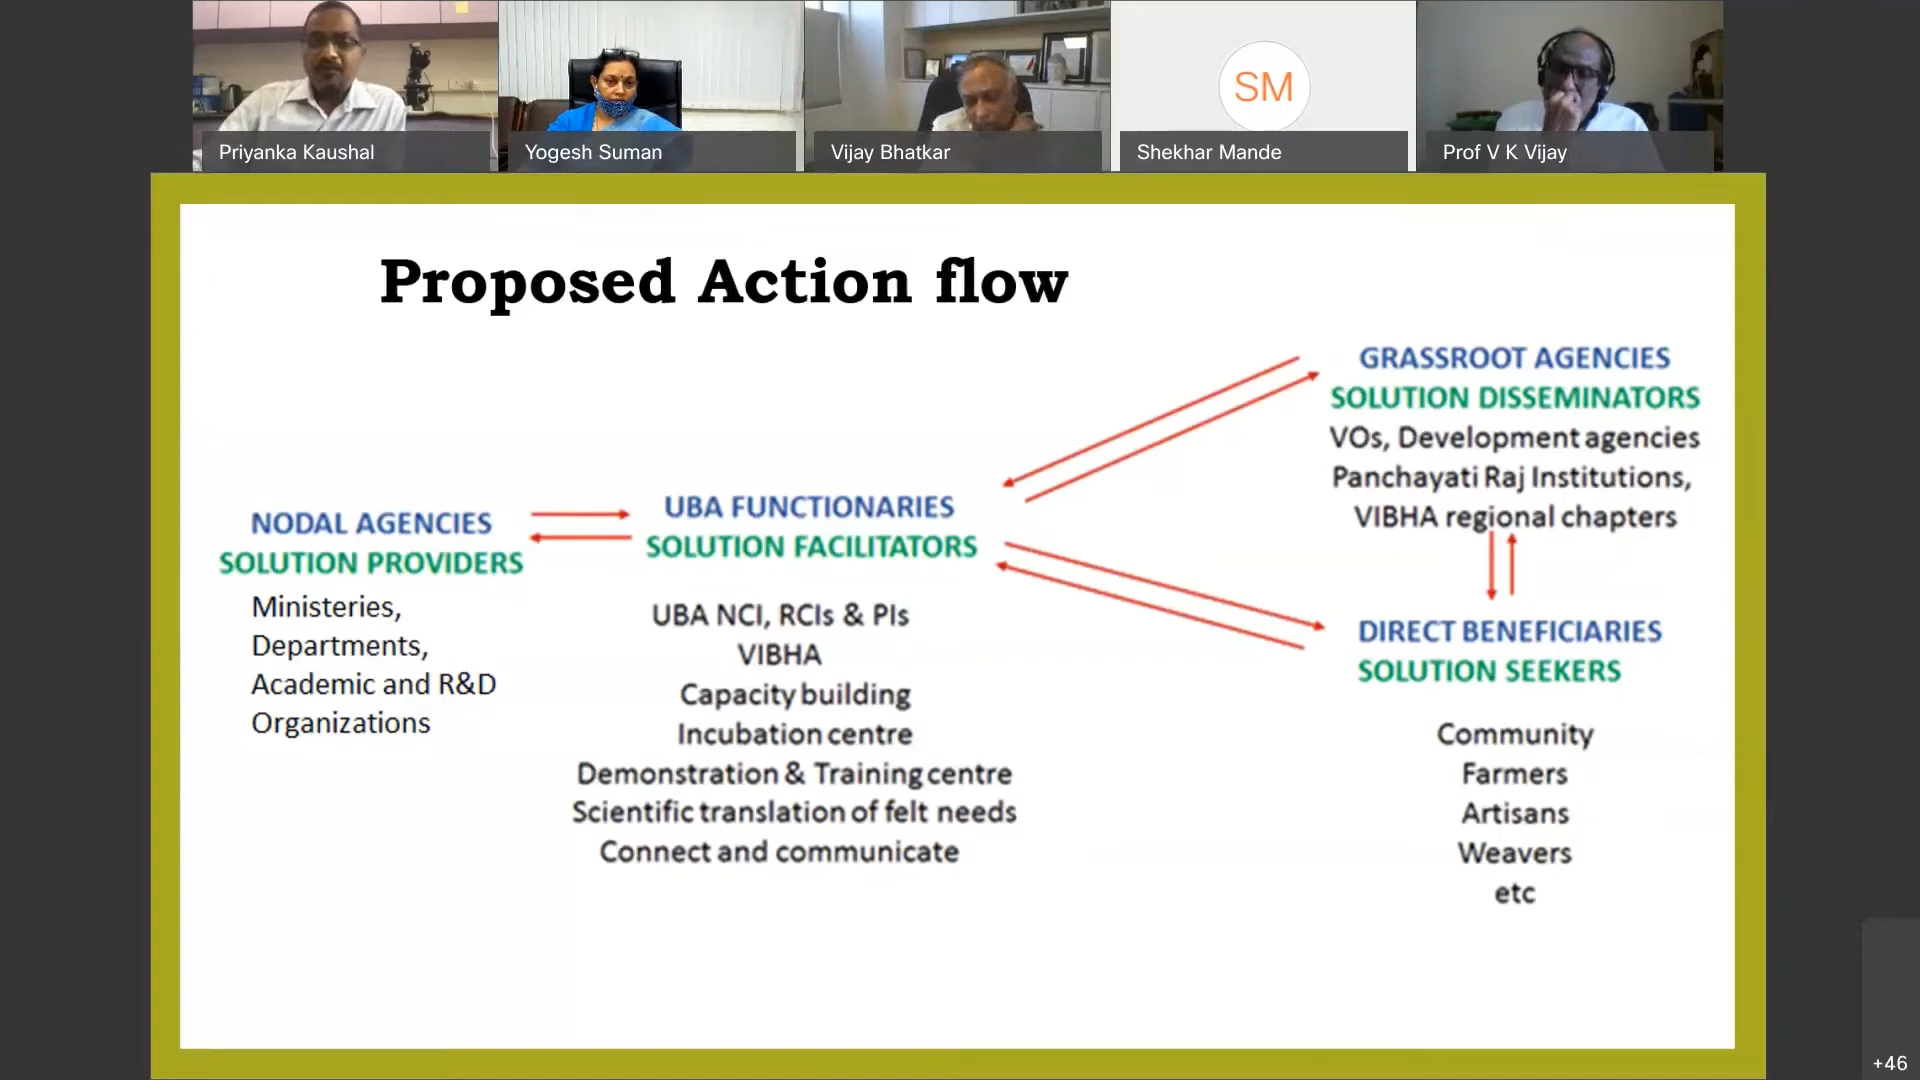 Priyanka Kaushal
Yogesh Suman
Vijay Bhatkar
SM
Shekhar Mande
Prof V K Vijay
Proposed Action flow
NODAL AGENCIES
SOLUTION PROVIDERS
Ministeries,
Departments,
Academic and R&D
Organizations
UBA FUNCTIONARIES
SOLUTION FACILITATORS
UBA NCI, RCIs & PIs
VIBHA
Capacity building
Incubation centre
Demonstration & Training centre
Scientific translation of felt needs
Connect and communicate
GRASSROOT AGENCIES
SOLUTION DISSEMINATORS
VOs, Development agencies
Panchayati Raj Institutions,
VIBHA regional chapters
DIRECT BENEFICIARIES
SOLUTION SEEKERS
Community
Farmers
Artisans
Weavers
etc
+46